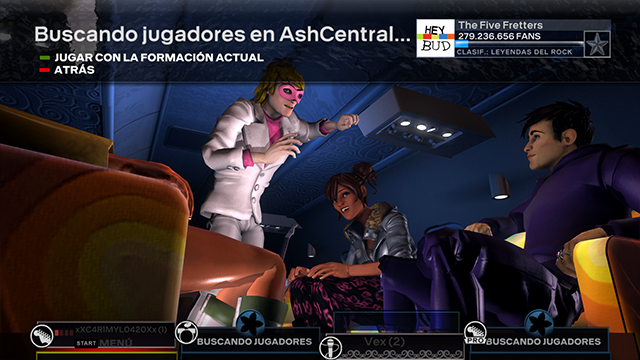 Buscando jugadores en AshCentral...
JUGAR CON LA FORMACIÓN ACTUAL
ATRÁS
HEY BUD
The Five Fretters
279.236.656 FANS
CLASIF.: LEYENDAS DEL ROCK
xXC4R1MYL0420Xx (1)
START MENÚ
BUSCANDO JUGADORES
Vex (2)
PRO
BUSCANDO JUGADORES